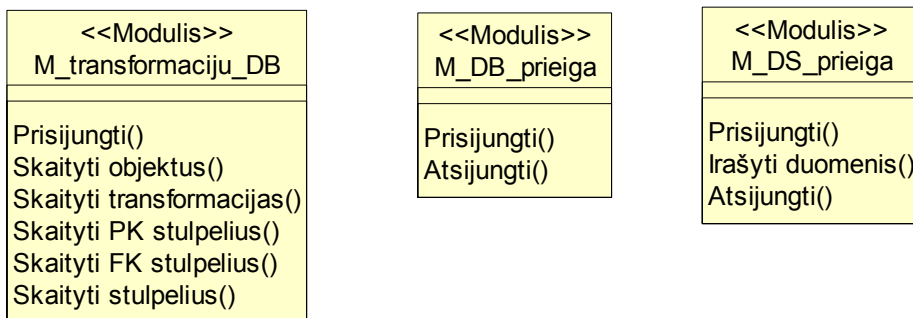 <<Modulis>>
M_transformaciju_DB
Prisijungti()
Skaityti objektus()
Skaityti transformacijas()
Skaityti PK stulpelius()
Skaityti FK stulpelius()
Skaityti stulpelius()
<<Modulis>>
M_DB_prieiga
Prisijungti()
Atsijungti()
<<Modulis>>
M_DS_prieiga
Prisijungti()
Irašyti duomenis()
Atsijungti()